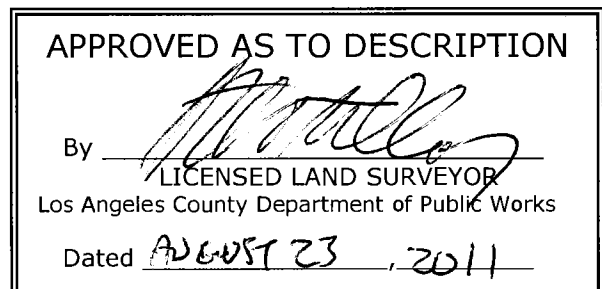 APPROVED AS TO DESCRIPTION
By
LICENSED LAND SURVEYOR
Los Angeles County Department of Public Works
Dated AUGUST 23, 2011